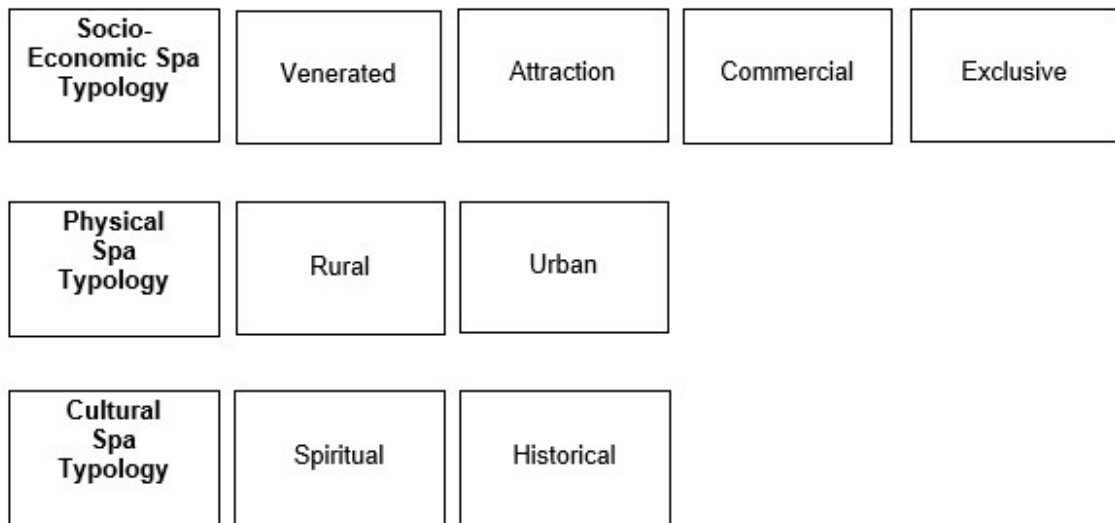 Socio-
Economic Spa
Typology
Venerated
Attraction
Commercial
Exclusive
Physical
Spa
Typology
Rural
Urban
Cultural
Spa
Typology
Spiritual
Historical